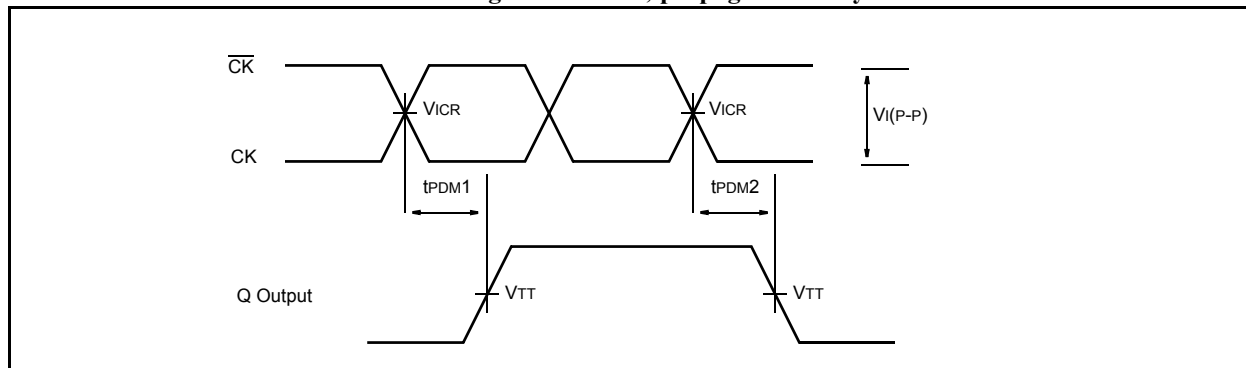 CK
VICR
VICR
VI(P-P)
CK
tPDM1
tPDM2
Q Output
VTT
VTT